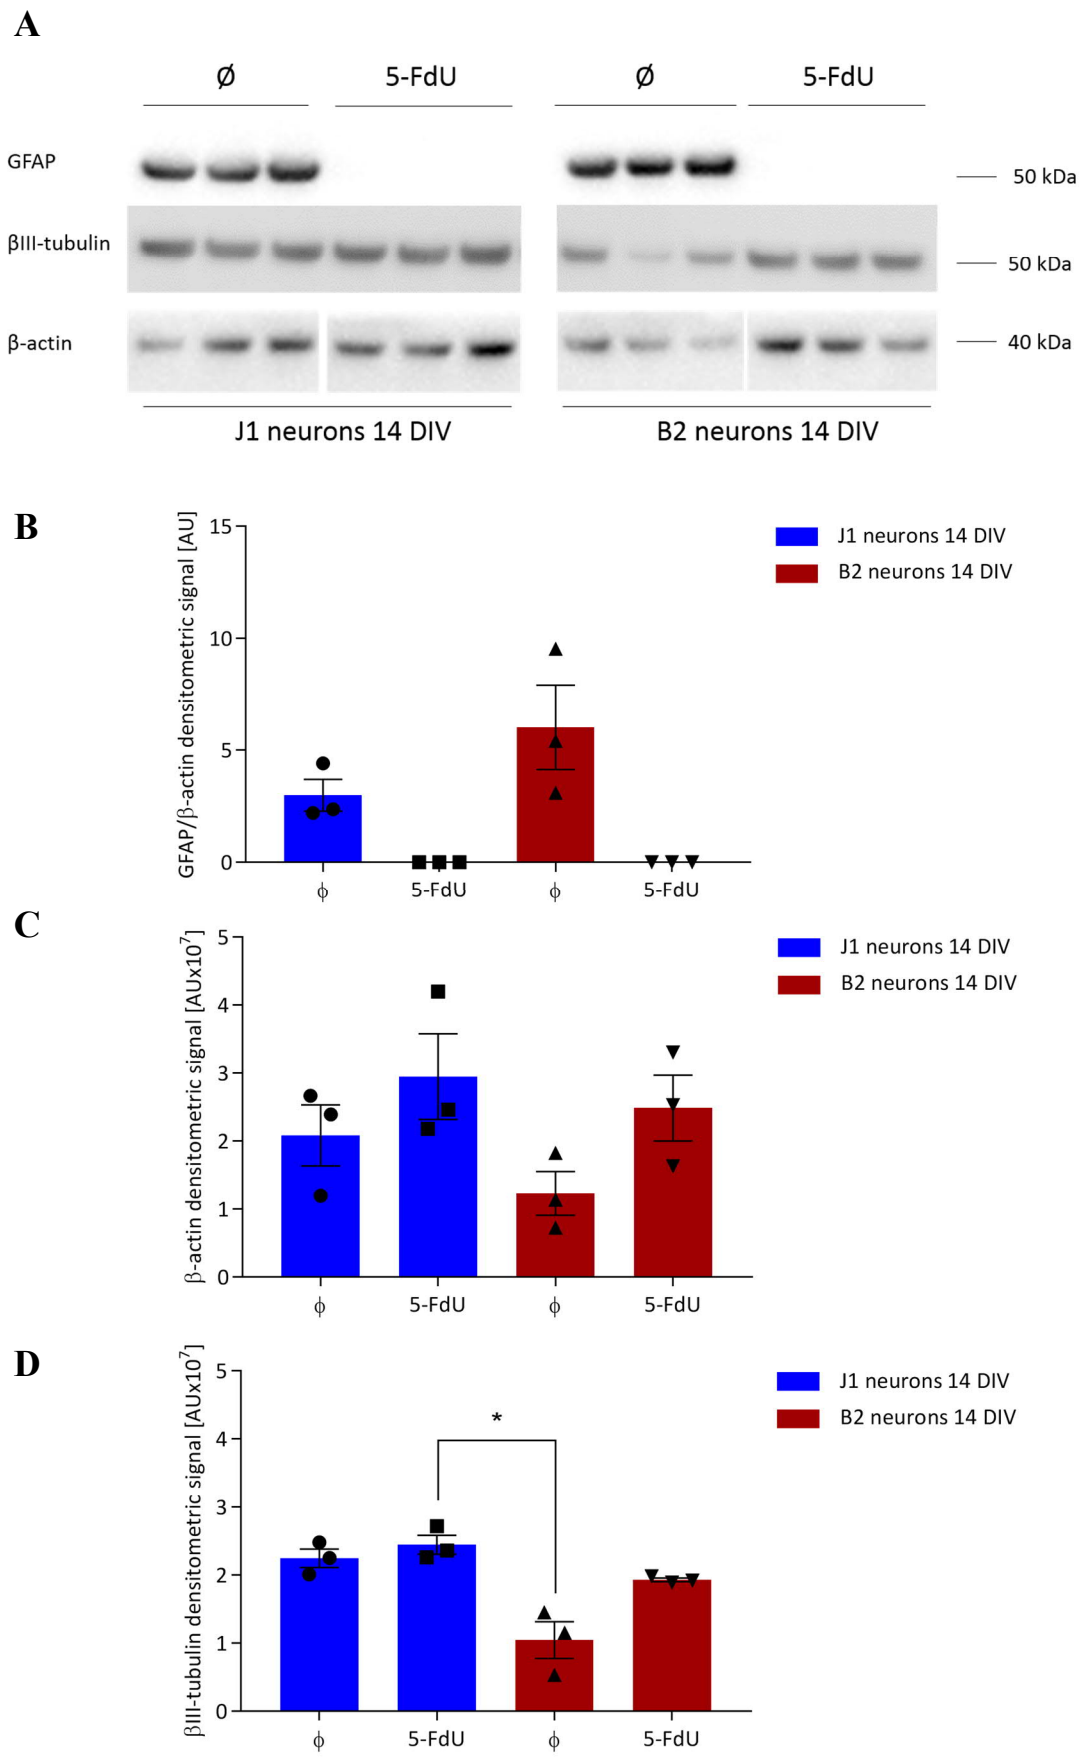 A
Ø 5-FdU Ø 5-FdU
GFAP
50 kDa
βIII-tubulin
50 kDa
β-actin
40 kDa
J1 neurons 14 DIV B2 neurons 14 DIV
B
GFAP/β-actin densitometric signal [AU]
15
10
5
0
ϕ 5-FdU ϕ 5-FdU
J1 neurons 14 DIV
B2 neurons 14 DIV
C
β-actin densitometric signal [AUx10⁷]
5
4
3
2
1
0
ϕ 5-FdU ϕ 5-FdU
J1 neurons 14 DIV
B2 neurons 14 DIV
D
βIII-tubulin densitometric signal [AUx10⁷]
5
4
3
2
1
0
*
ϕ 5-FdU ϕ 5-FdU
J1 neurons 14 DIV
B2 neurons 14 DIV